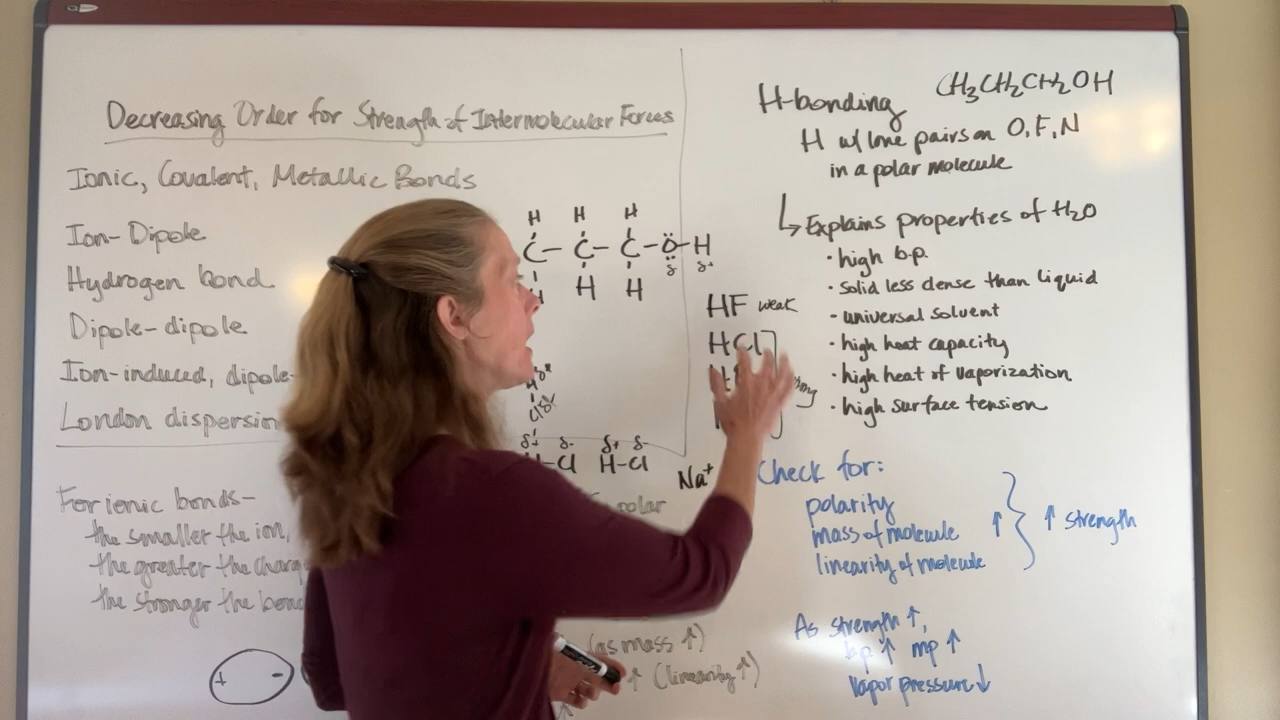 Decreasing Order for Strength of Intermolecular Forces
Ionic, Covalent, Metallic Bonds
Ion-Dipole
Hydrogen bond
Dipole-dipole
Ion-induced, dipole-
London dispersion
For ionic bonds-
the smaller the ion,
the greater the charge
the stronger the bond
+ -
H H H
C - C - C - Ö - H
δ- δ+
H H H
δ+ δ- δ+ δ-
H-Cl H-Cl
polar
(as mass ↑)
↑ (linearity ↑)
HF weak
HCl
Na+
H-bonding CH3CH2CH2OH
H w/ lone pairs on O, F, N
in a polar molecule
↳ Explains properties of H2O
· high b.p.
· solid less dense than liquid
· universal solvent
· high heat capacity
· high heat of vaporization
· high surface tension
Check for:
polarity
mass of molecule ↑ } ↑ strength
linearity of molecule
As strength ↑,
b.p. ↑ mp ↑
vapor pressure ↓